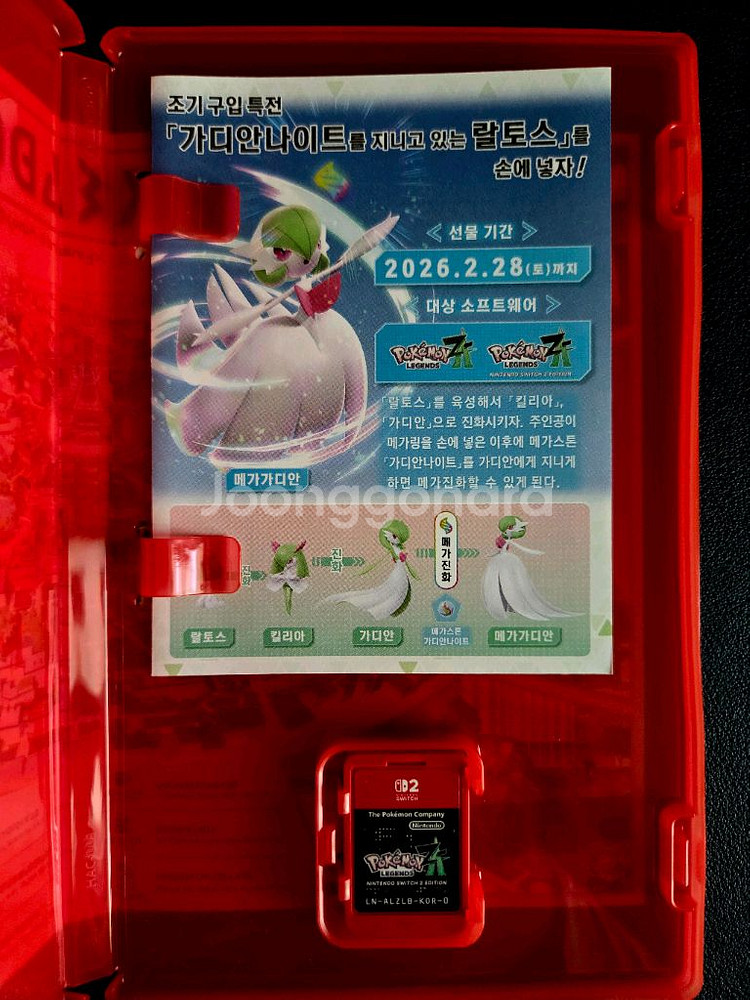 조기 구입 특전
「가디안나이트를 지니고 있는 랄토스」를
손에 넣자!
선물 기간
2026.2.28(토)까지
대상 소프트웨어
POKÉMON LEGENDS ZA
POKÉMON LEGENDS ZA
NINTENDO SWITCH 2 EDITION
「랄토스」를 육성해서 「킬리아」,
「가디안」으로 진화시키자. 주인공이
메가링을 손에 넣은 이후에 메가스톤
「가디안나이트」를 가디안에게 지니게
하면 메가진화할 수 있게 된다.
메가가디안
Joonggonara
진화
진화
메가진화
랄토스
킬리아
가디안
메가스톤
가디안나이트
메가가디안
2
SWITCH
The Pokémon Company
Nintendo
POKÉMON LEGENDS ZA
NINTENDO SWITCH 2 EDITION
LN-ALZLB-KOR-0